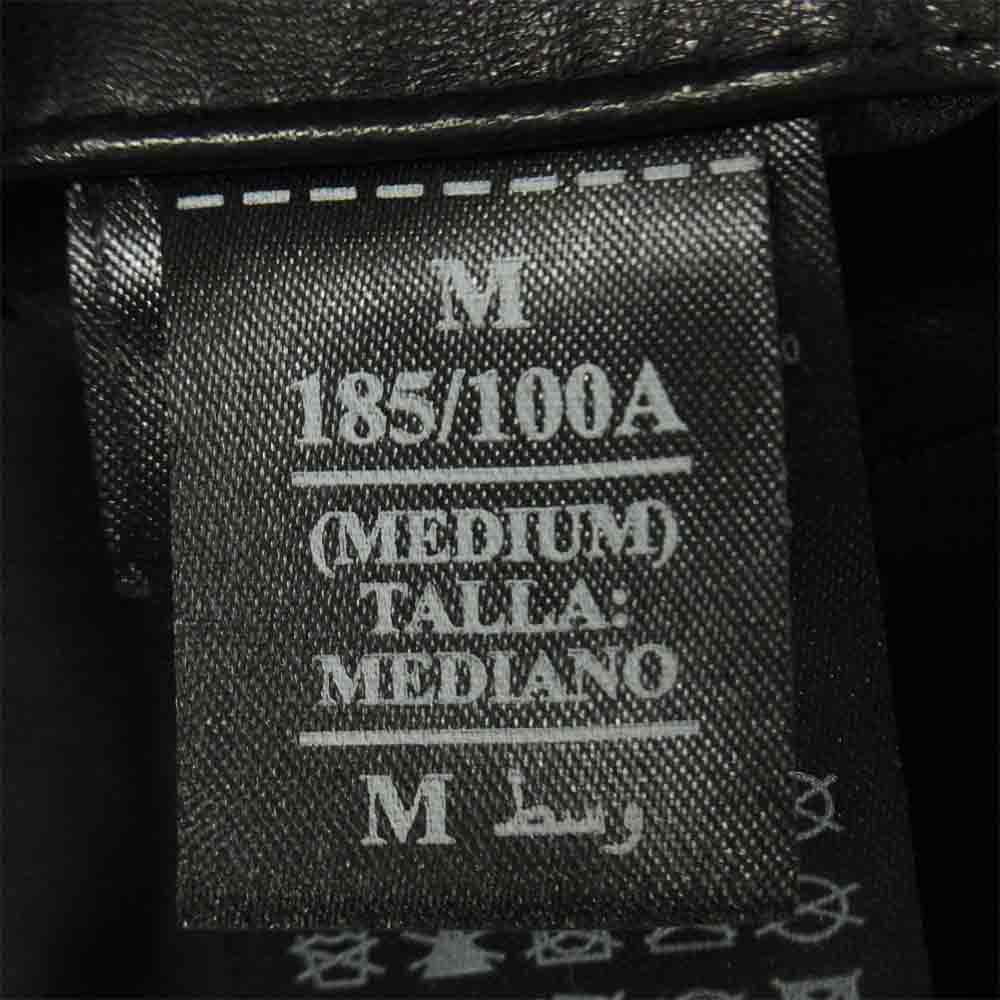 M
185/100A
(MEDIUM)
TALLA:
MEDIANO
M وسط